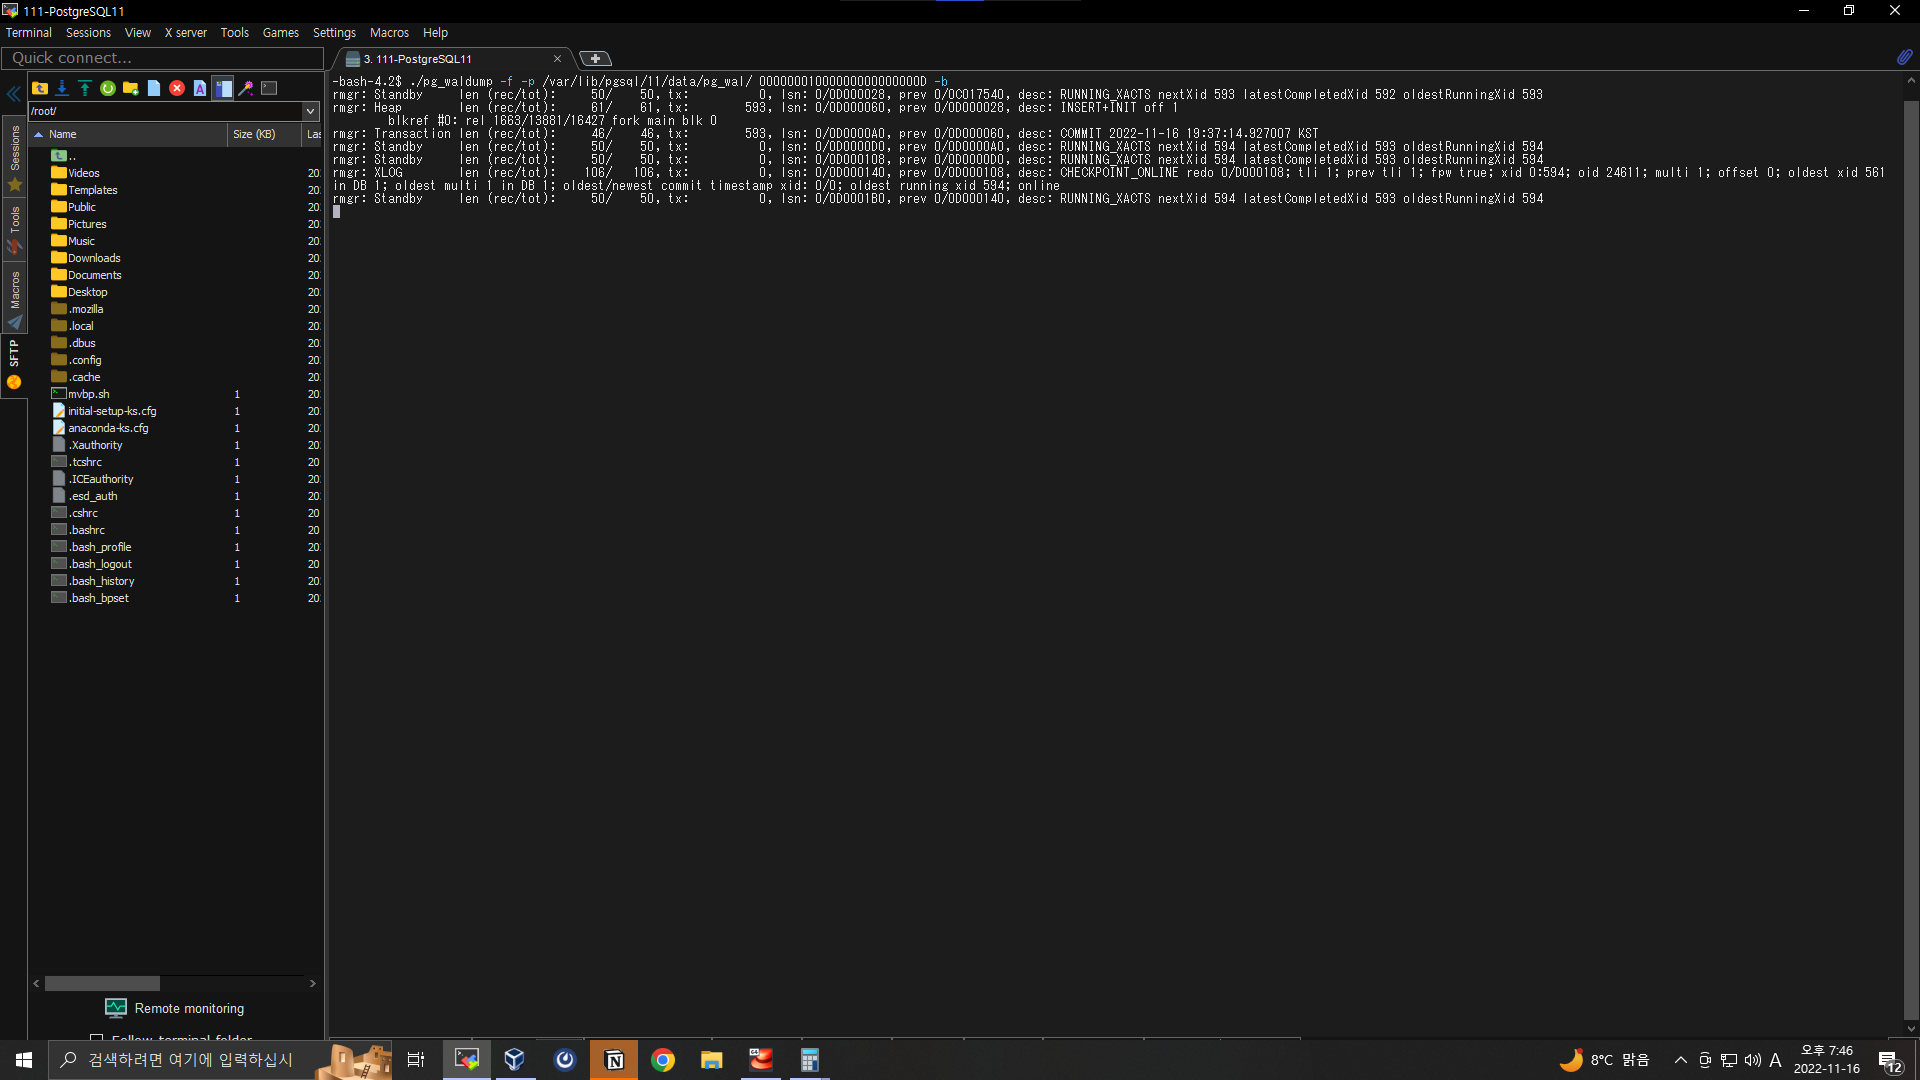 111-PostgreSQL11
Terminal Sessions View X server Tools Games Settings Macros Help
Quick connect...
3. 111-PostgreSQL11
/root/
Name Size (KB) Las
Sessions
Tools
Macros
SFTP
..
Videos 20
Templates 20
Public 20
Pictures 20
Music 20
Downloads 20
Documents 20
Desktop 20
.mozilla 20
.local 20
.dbus 20
.config 20
.cache 20
mvbp.sh 1 20
initial-setup-ks.cfg 1 20
anaconda-ks.cfg 1 20
.Xauthority 1 20
.tcshrc 1 20
.ICEauthority 1 20
.esd_auth 1 20
.cshrc 1 20
.bashrc 1 20
.bash_profile 1 20
.bash_logout 1 20
.bash_history 1 20
.bash_bpset 1 20
Remote monitoring
Follow terminal folder
-bash-4.2$ ./pg_waldump -f -p /var/lib/pgsql/11/data/pg_wal/ 00000001000000000000000D -b
rmgr: Standby len (rec/tot): 50/ 50, tx: 0, lsn: 0/0D000028, prev 0/0C017540, desc: RUNNING_XACTS nextXid 593 latestCompletedXid 592 oldestRunningXid 593
rmgr: Heap len (rec/tot): 61/ 61, tx: 593, lsn: 0/0D000060, prev 0/0D000028, desc: INSERT+INIT off 1
blkref #0: rel 1663/13881/16427 fork main blk 0
rmgr: Transaction len (rec/tot): 46/ 46, tx: 593, lsn: 0/0D0000A0, prev 0/0D000060, desc: COMMIT 2022-11-16 19:37:14.927007 KST
rmgr: Standby len (rec/tot): 50/ 50, tx: 0, lsn: 0/0D0000D0, prev 0/0D0000A0, desc: RUNNING_XACTS nextXid 594 latestCompletedXid 593 oldestRunningXid 594
rmgr: Standby len (rec/tot): 50/ 50, tx: 0, lsn: 0/0D000108, prev 0/0D0000D0, desc: RUNNING_XACTS nextXid 594 latestCompletedXid 593 oldestRunningXid 594
rmgr: XLOG len (rec/tot): 106/ 106, tx: 0, lsn: 0/0D000140, prev 0/0D000108, desc: CHECKPOINT_ONLINE redo 0/D000108; tli 1; prev tli 1; fpw true; xid 0:594; oid 24611; multi 1; offset 0; oldest xid 561
in DB 1; oldest multi 1 in DB 1; oldest/newest commit timestamp xid: 0/0; oldest running xid 594; online
rmgr: Standby len (rec/tot): 50/ 50, tx: 0, lsn: 0/0D0001B0, prev 0/0D000140, desc: RUNNING_XACTS nextXid 594 latestCompletedXid 593 oldestRunningXid 594
검색하려면 여기에 입력하십시
8°C 맑음
A
오후 7:46
2022-11-16
12